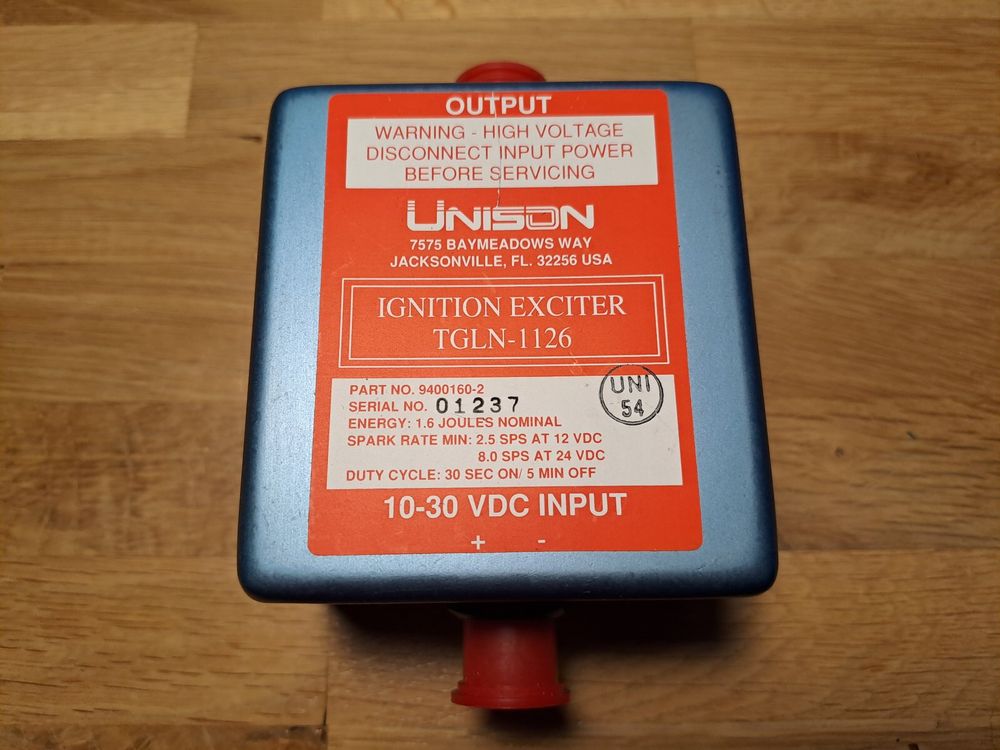 OUTPUT
WARNING - HIGH VOLTAGE
DISCONNECT INPUT POWER
BEFORE SERVICING
UNISON
7575 BAYMEADOWS WAY
JACKSONVILLE, FL. 32256 USA
IGNITION EXCITER
TGLN-1126
PART NO. 9400160-2
SERIAL NO. 01237
UNI
54
ENERGY: 1.6 JOULES NOMINAL
SPARK RATE MIN: 2.5 SPS AT 12 VDC
8.0 SPS AT 24 VDC
DUTY CYCLE: 30 SEC ON/ 5 MIN OFF
10-30 VDC INPUT
+ -